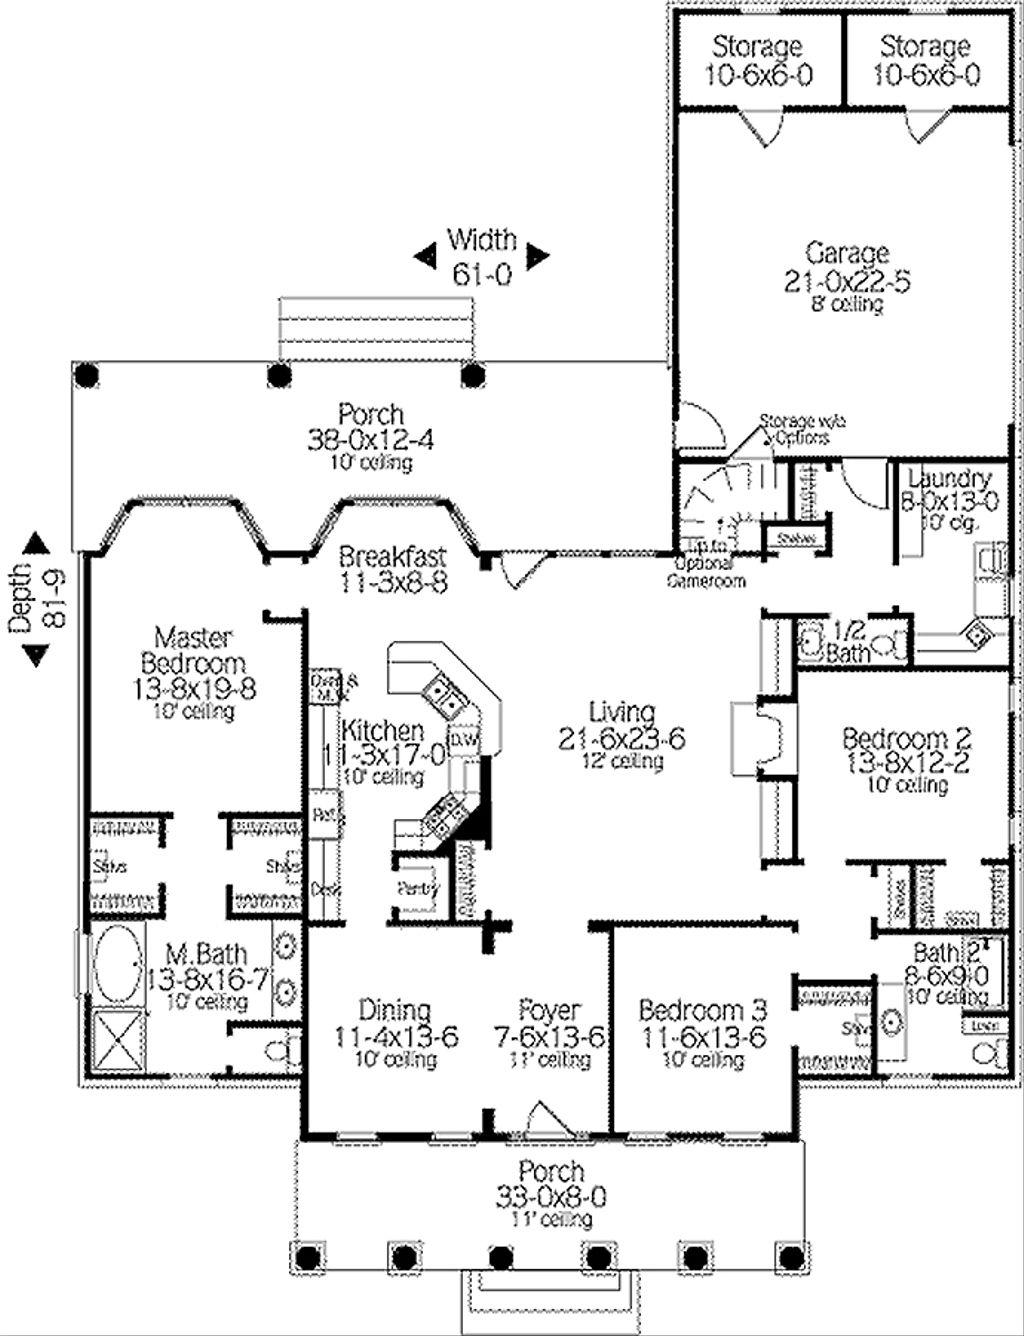 Storage
10-6x6-0
Storage
10-6x6-0
Width
61-0
Garage
21-0x22-5
8' ceiling
Porch
38-0x12-4
10' ceiling
Storage w/o
Options
Laundry
8-0x13-0
10' clg.
Shelves
Up to
Optional
Gameroom
Depth
81-9
Breakfast
11-3x8-8
Master
Bedroom
13-8x19-8
10' ceiling
1/2
Bath
Oven &
M.W.
Kitchen
11-3x17-0
10' ceiling
D.W.
Living
21-6x23-6
12' ceiling
Bedroom 2
13-8x12-2
10' ceiling
Ref.
Shlvs
Shlvs
Desk
Pantry
Shelves
M.Bath
13-8x16-7
10' ceiling
Bath 2
8-6x9-0
10' ceiling
Dining
11-4x13-6
10' ceiling
Foyer
7-6x13-6
11' ceiling
Bedroom 3
11-6x13-6
10' ceiling
Linen
Porch
33-0x8-0
11' ceiling